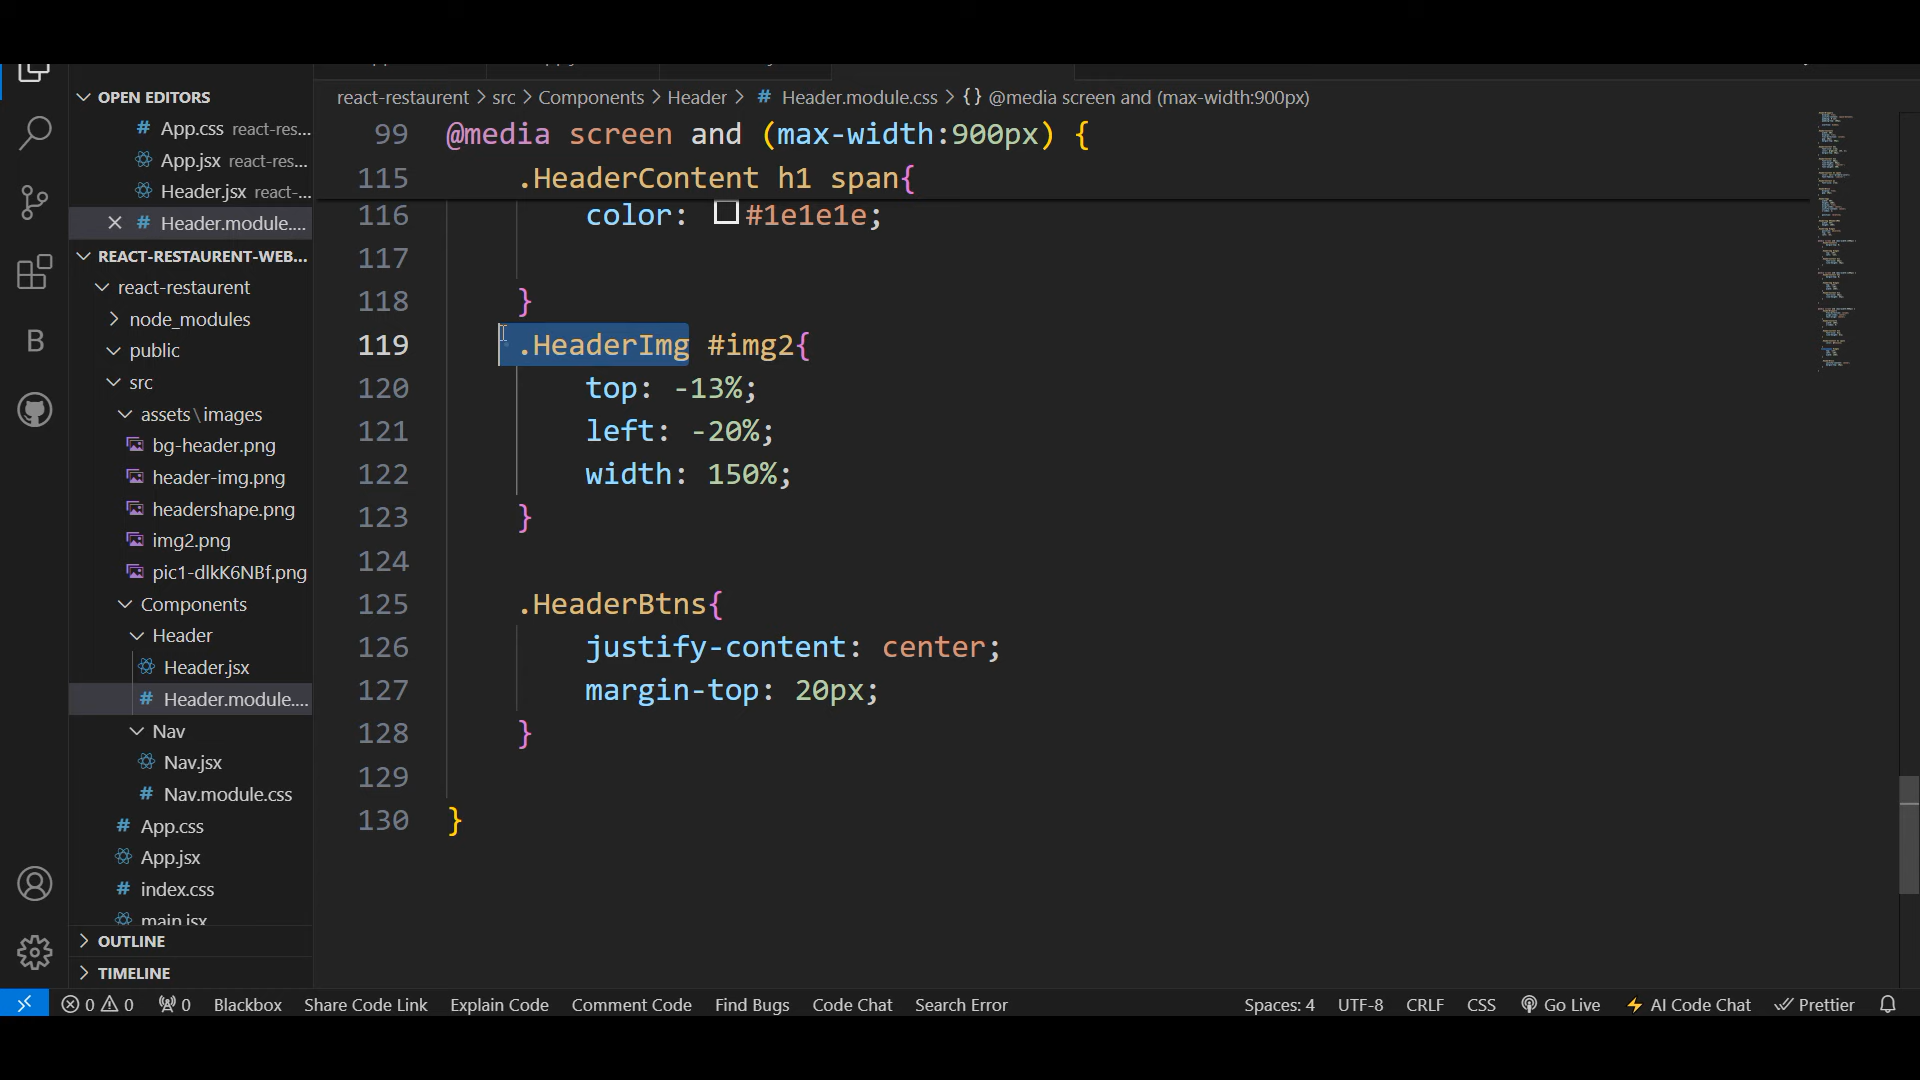 OPEN EDITORS
App.css react-res...
App.jsx react-res...
Header.jsx react-...
Header.module....
REACT-RESTAURENT-WEB...
react-restaurent
node_modules
public
src
assets\images
bg-header.png
header-img.png
headershape.png
img2.png
pic1-dlkK6NBf.png
Components
Header
Header.jsx
Header.module....
Nav
Nav.jsx
Nav.module.css
App.css
App.jsx
index.css
main.jsx
OUTLINE
TIMELINE
react-restaurent > src > Components > Header > # Header.module.css > {} @media screen and (max-width:900px)
99 @media screen and (max-width:900px) {
115 .HeaderContent h1 span{
116 color: #1e1e1e;
117
118 }
119 .HeaderImg #img2{
120 top: -13%;
121 left: -20%;
122 width: 150%;
123 }
124
125 .HeaderBtns{
126 justify-content: center;
127 margin-top: 20px;
128 }
129
130 }
0 0 0 Blackbox Share Code Link Explain Code Comment Code Find Bugs Code Chat Search Error Spaces: 4 UTF-8 CRLF CSS Go Live AI Code Chat Prettier